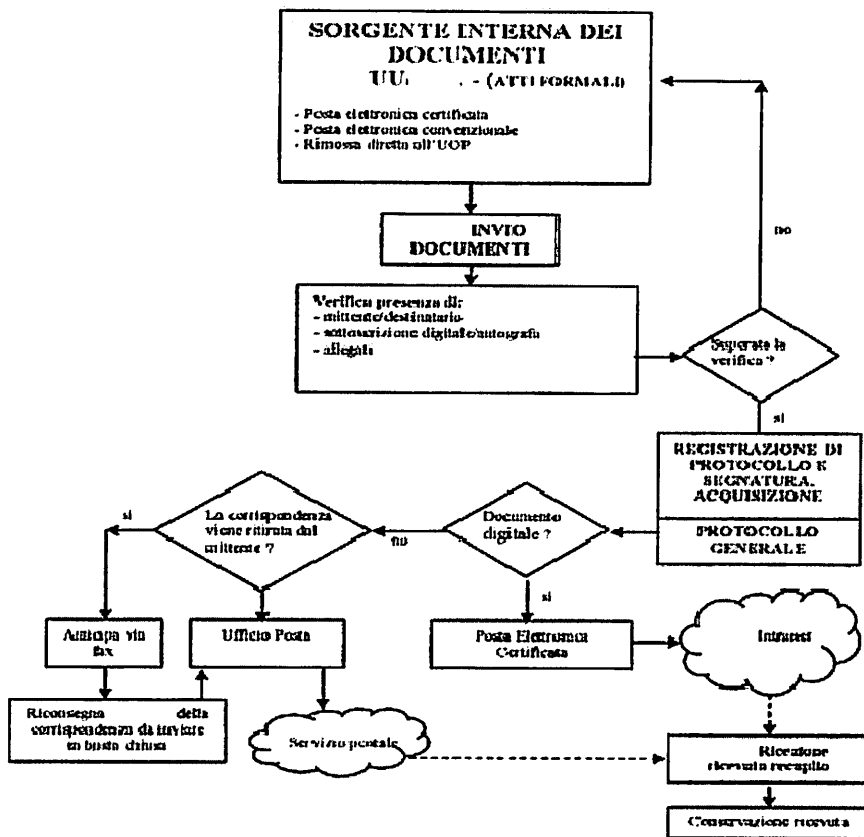 SORGENTE INTERNA DEI
DOCUMENTI
UU. . - (ATTI FORMALI)
- Posta elettronica certificata
- Posta elettronica convenzionale
- Rimossa diretta all'UOP
INVIO
DOCUMENTI
no
Verifica presenza di:
- mittente/destinatario
- sottoscrizione digitale/autografa
- allegati
Superata la
verifica ?
si
REGISTRAZIONE DI
PROTOCOLLO E
SEGNATURA.
ACQUISIZIONE
PROTOCOLLO
GENERALE
Documento
digitale ?
no
La corrispondenza
viene ritirata dal
mittente ?
si
si
Anticipa via
fax
Ufficio Posta
Posta Elettronica
Certificata
Intranet
Riconsegna della
corrispondenza da inviare
in busta chiusa
Servizio postale
Ricezione
ricevuta recapito
Conservazione ricevuta